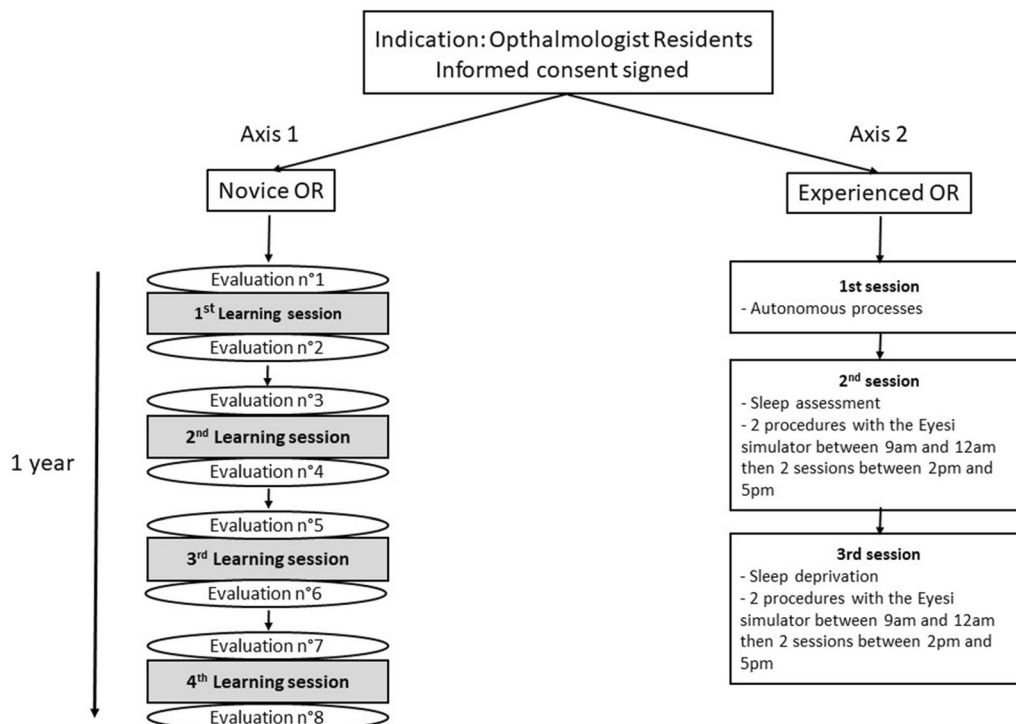 Indication: Opthalmologist Residents
Informed consent signed
Axis 1
Axis 2
Novice OR
Experienced OR
1 year
Evaluation n°1
1st Learning session
Evaluation n°2
Evaluation n°3
2nd Learning session
Evaluation n°4
Evaluation n°5
3rd Learning session
Evaluation n°6
Evaluation n°7
4th Learning session
Evaluation n°8
1st session
- Autonomous processes
2nd session
- Sleep assessment
- 2 procedures with the Eyesi
simulator between 9am and 12am
then 2 sessions between 2pm and
5pm
3rd session
- Sleep deprivation
- 2 procedures with the Eyesi
simulator between 9am and 12am
then 2 sessions between 2pm and
5pm